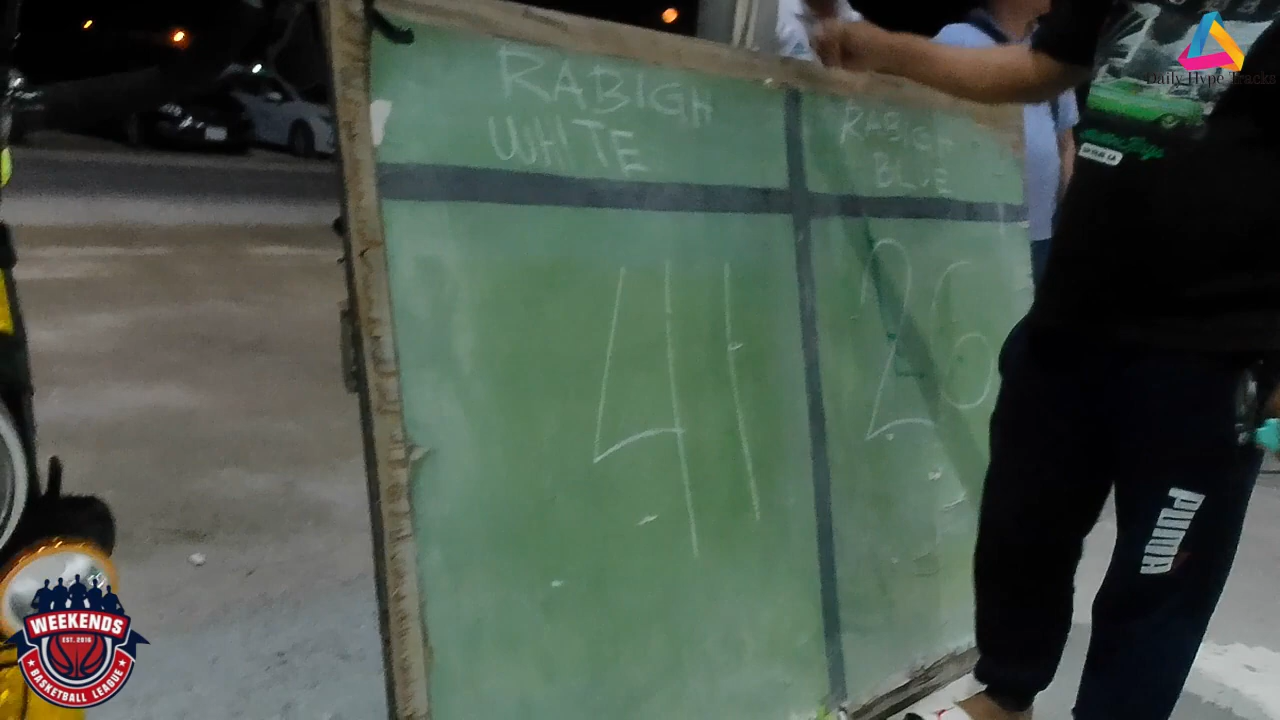 RABIGH
WHITE
RABIGH
BLUE
41
26
Daily Hype Tracks
PUMA
WEEKENDS
EST. 2016
BASKETBALL LEAGUE